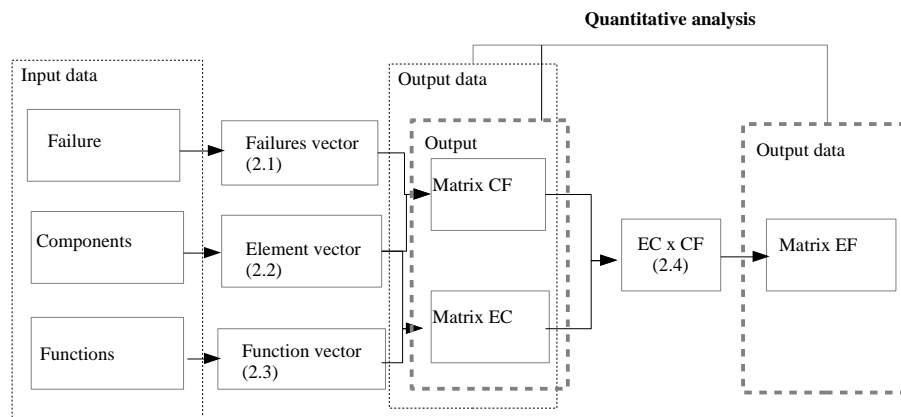 Quantitative analysis
Input data
Failure
Components
Functions
Failures vector
(2.1)
Element vector
(2.2)
Function vector
(2.3)
Output data
Output
Matrix CF
Matrix EC
EC x CF
(2.4)
Output data
Matrix EF